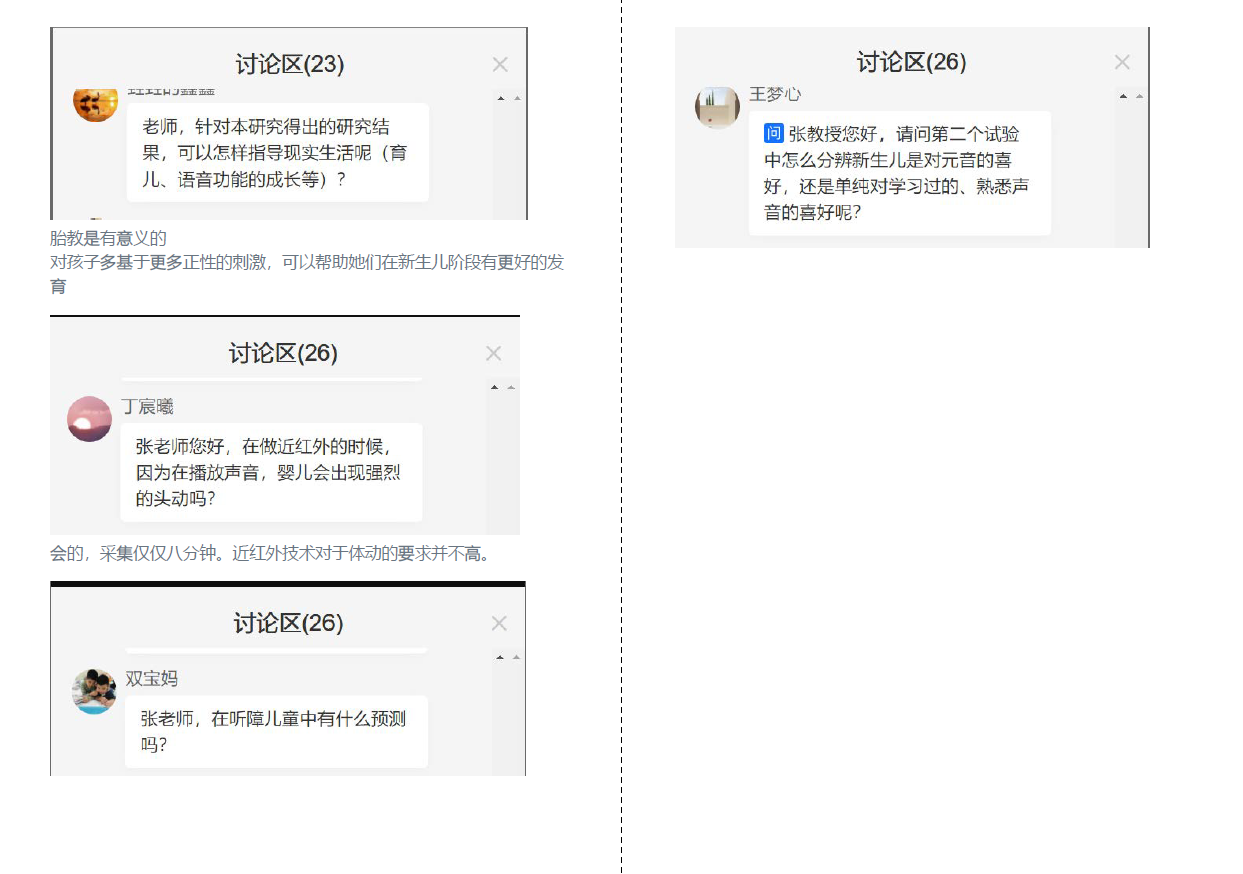 讨论区(23)
老师，针对本研究得出的研究结
果，可以怎样指导现实生活呢（育
儿、语音功能的成长等）？
胎教是有意义的
对孩子多基于更多正性的刺激，可以帮助她们在新生儿阶段有更好的发
育
讨论区(26)
丁宸曦
张老师您好，在做近红外的时候，
因为在播放声音，婴儿会出现强烈
的头动吗？
会的，采集仅仅八分钟。近红外技术对于体动的要求并不高。
讨论区(26)
双宝妈
张老师，在听障儿童中有什么预测
吗？
讨论区(26)
王梦心
问 张教授您好，请问第二个试验
中怎么分辨新生儿是对元音的喜
好，还是单纯对学习过的、熟悉声
音的喜好呢？